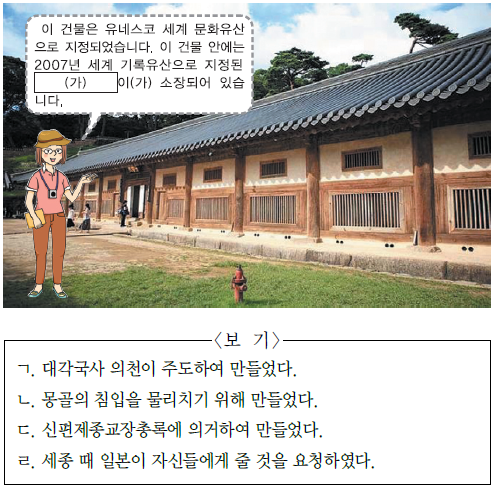 이 건물은 유네스코 세계 문화유산
으로 지정되었습니다. 이 건물 안에는
2007년 세계 기록유산으로 지정된
(가) 이(가) 소장되어 있습
니다.
〈보 기〉
ㄱ. 대각국사 의천이 주도하여 만들었다.
ㄴ. 몽골의 침입을 물리치기 위해 만들었다.
ㄷ. 신편제종교장총록에 의거하여 만들었다.
ㄹ. 세종 때 일본이 자신들에게 줄 것을 요청하였다.